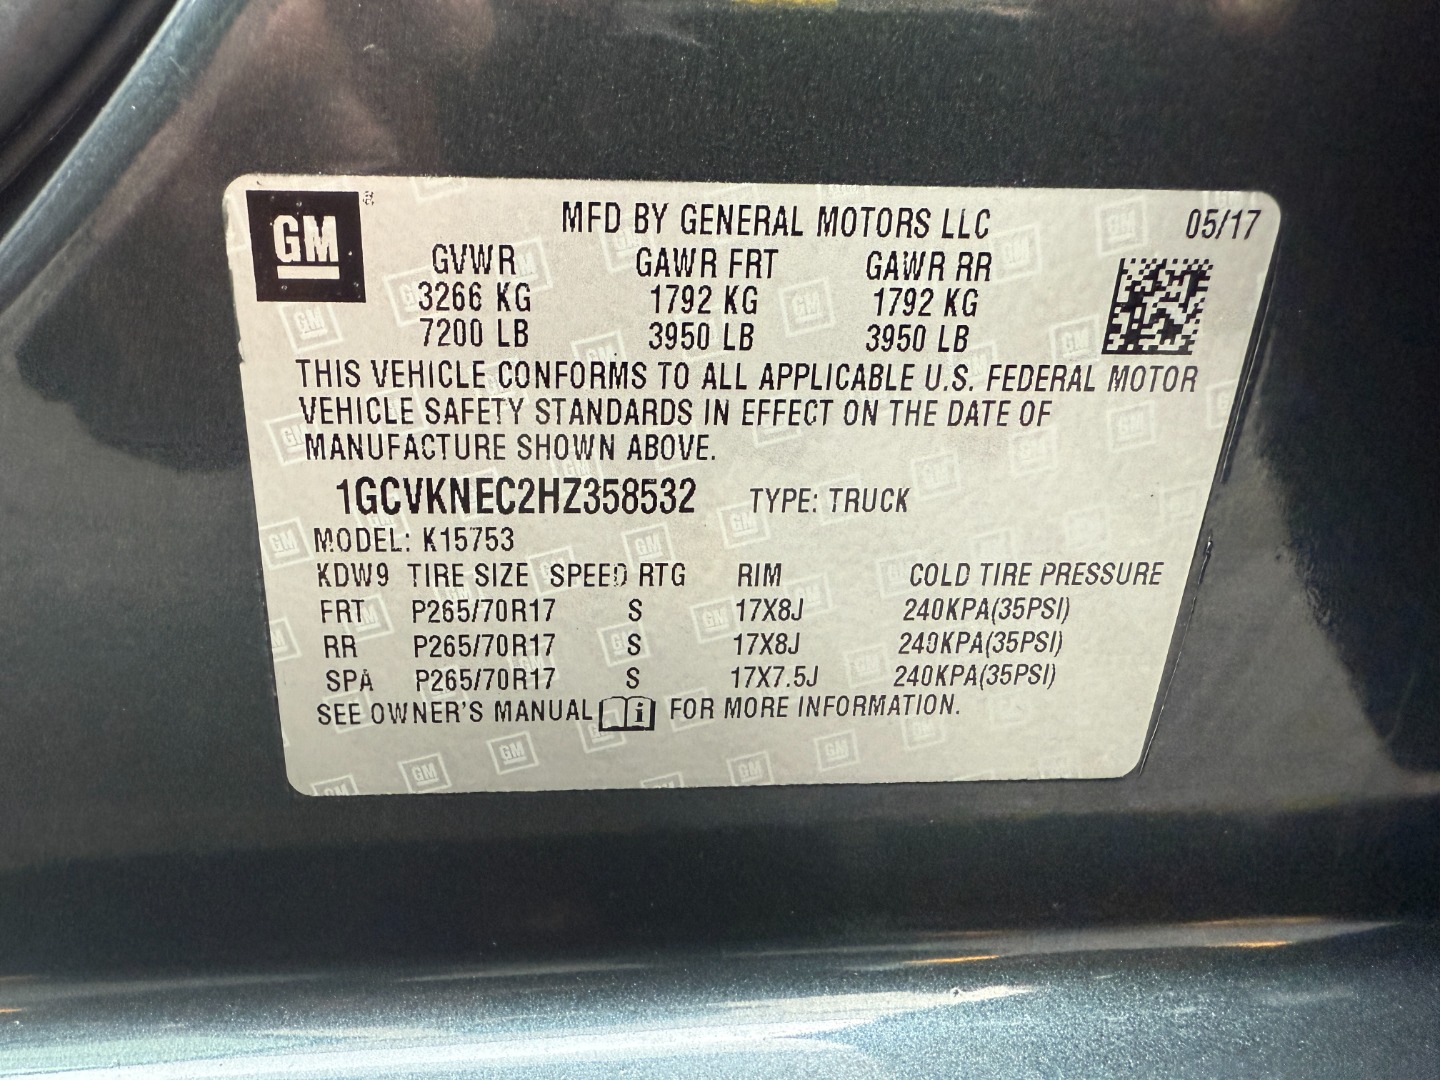 GM
MFD BY GENERAL MOTORS LLC 05/17
GVWR GAWR FRT GAWR RR
3266 KG 1792 KG 1792 KG
7200 LB 3950 LB 3950 LB
THIS VEHICLE CONFORMS TO ALL APPLICABLE U.S. FEDERAL MOTOR
VEHICLE SAFETY STANDARDS IN EFFECT ON THE DATE OF
MANUFACTURE SHOWN ABOVE.
1GCVKNEC2HZ358532 TYPE: TRUCK
MODEL: K15753
KDW9 TIRE SIZE SPEED RTG RIM COLD TIRE PRESSURE
FRT P265/70R17 S 17X8J 240KPA(35PSI)
RR P265/70R17 S 17X8J 240KPA(35PSI)
SPA P265/70R17 S 17X7.5J 240KPA(35PSI)
SEE OWNER'S MANUAL i FOR MORE INFORMATION.